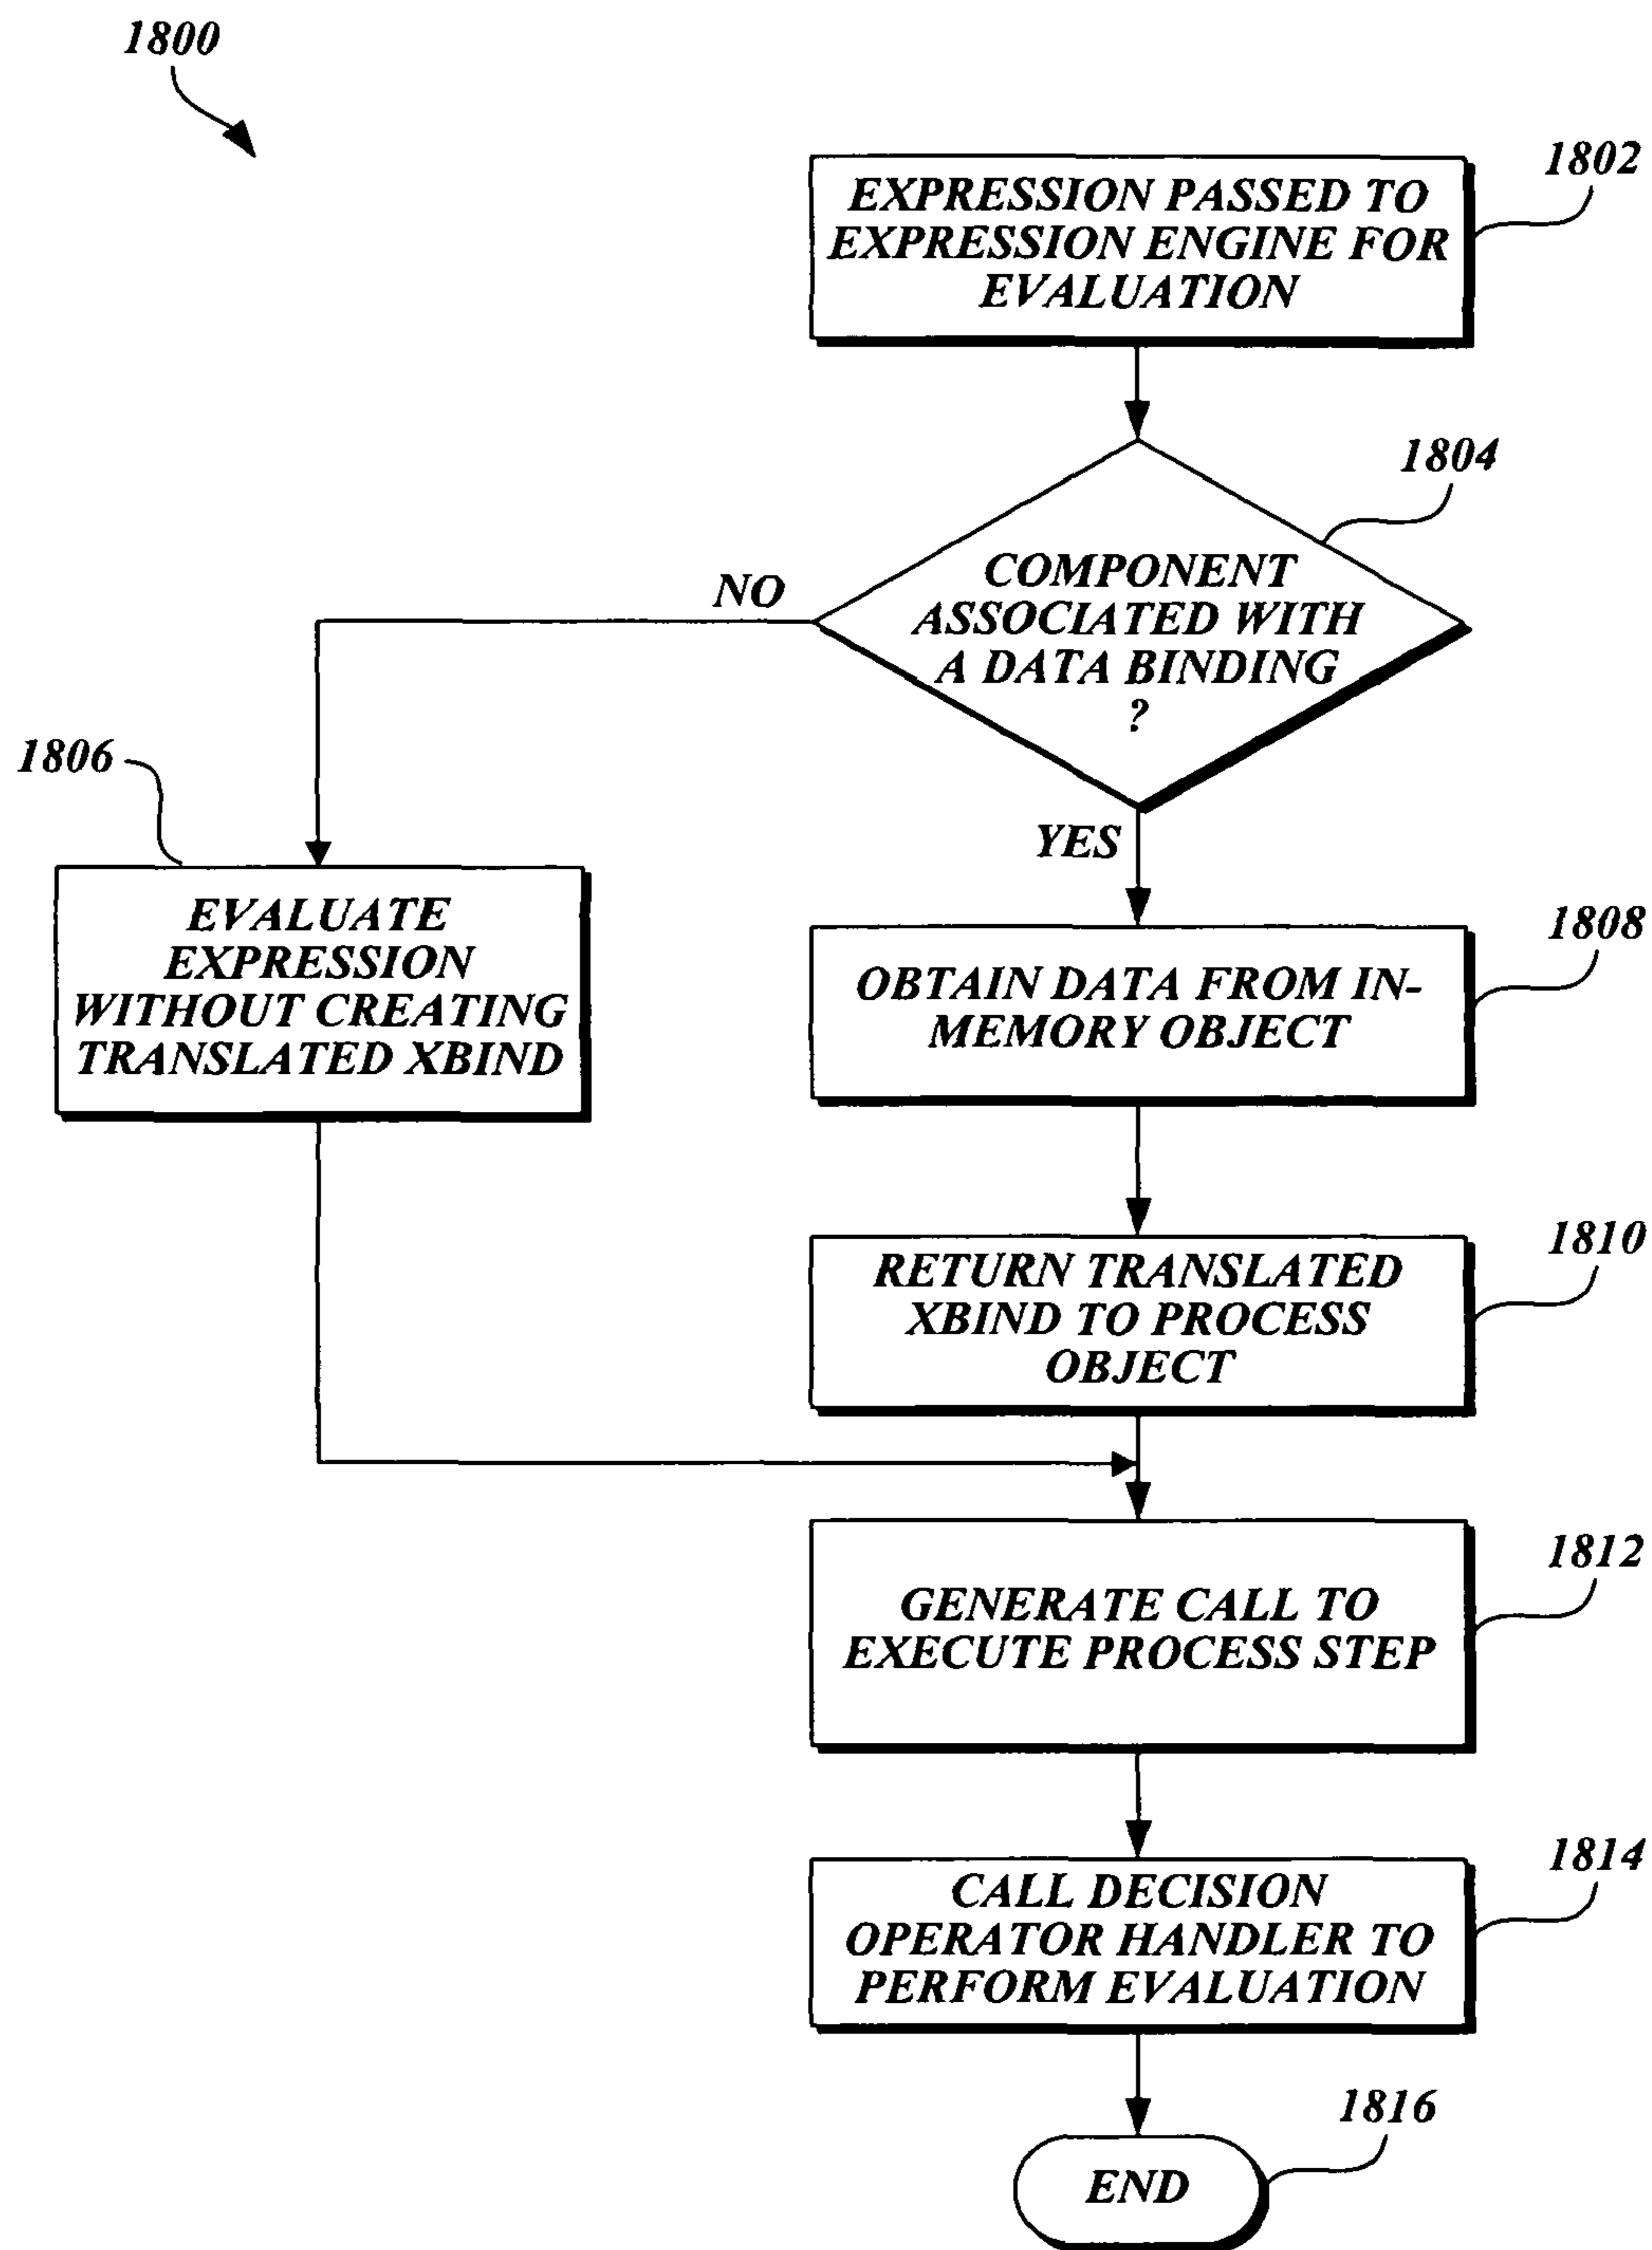 1800
1802
EXPRESSION PASSED TO
EXPRESSION ENGINE FOR
EVALUATION
1804
COMPONENT
ASSOCIATED WITH
A DATA BINDING
?
NO
YES
1806
EVALUATE
EXPRESSION
WITHOUT CREATING
TRANSLATED XBIND
1808
OBTAIN DATA FROM IN-
MEMORY OBJECT
1810
RETURN TRANSLATED
XBIND TO PROCESS
OBJECT
1812
GENERATE CALL TO
EXECUTE PROCESS STEP
1814
CALL DECISION
OPERATOR HANDLER TO
PERFORM EVALUATION
1816
END